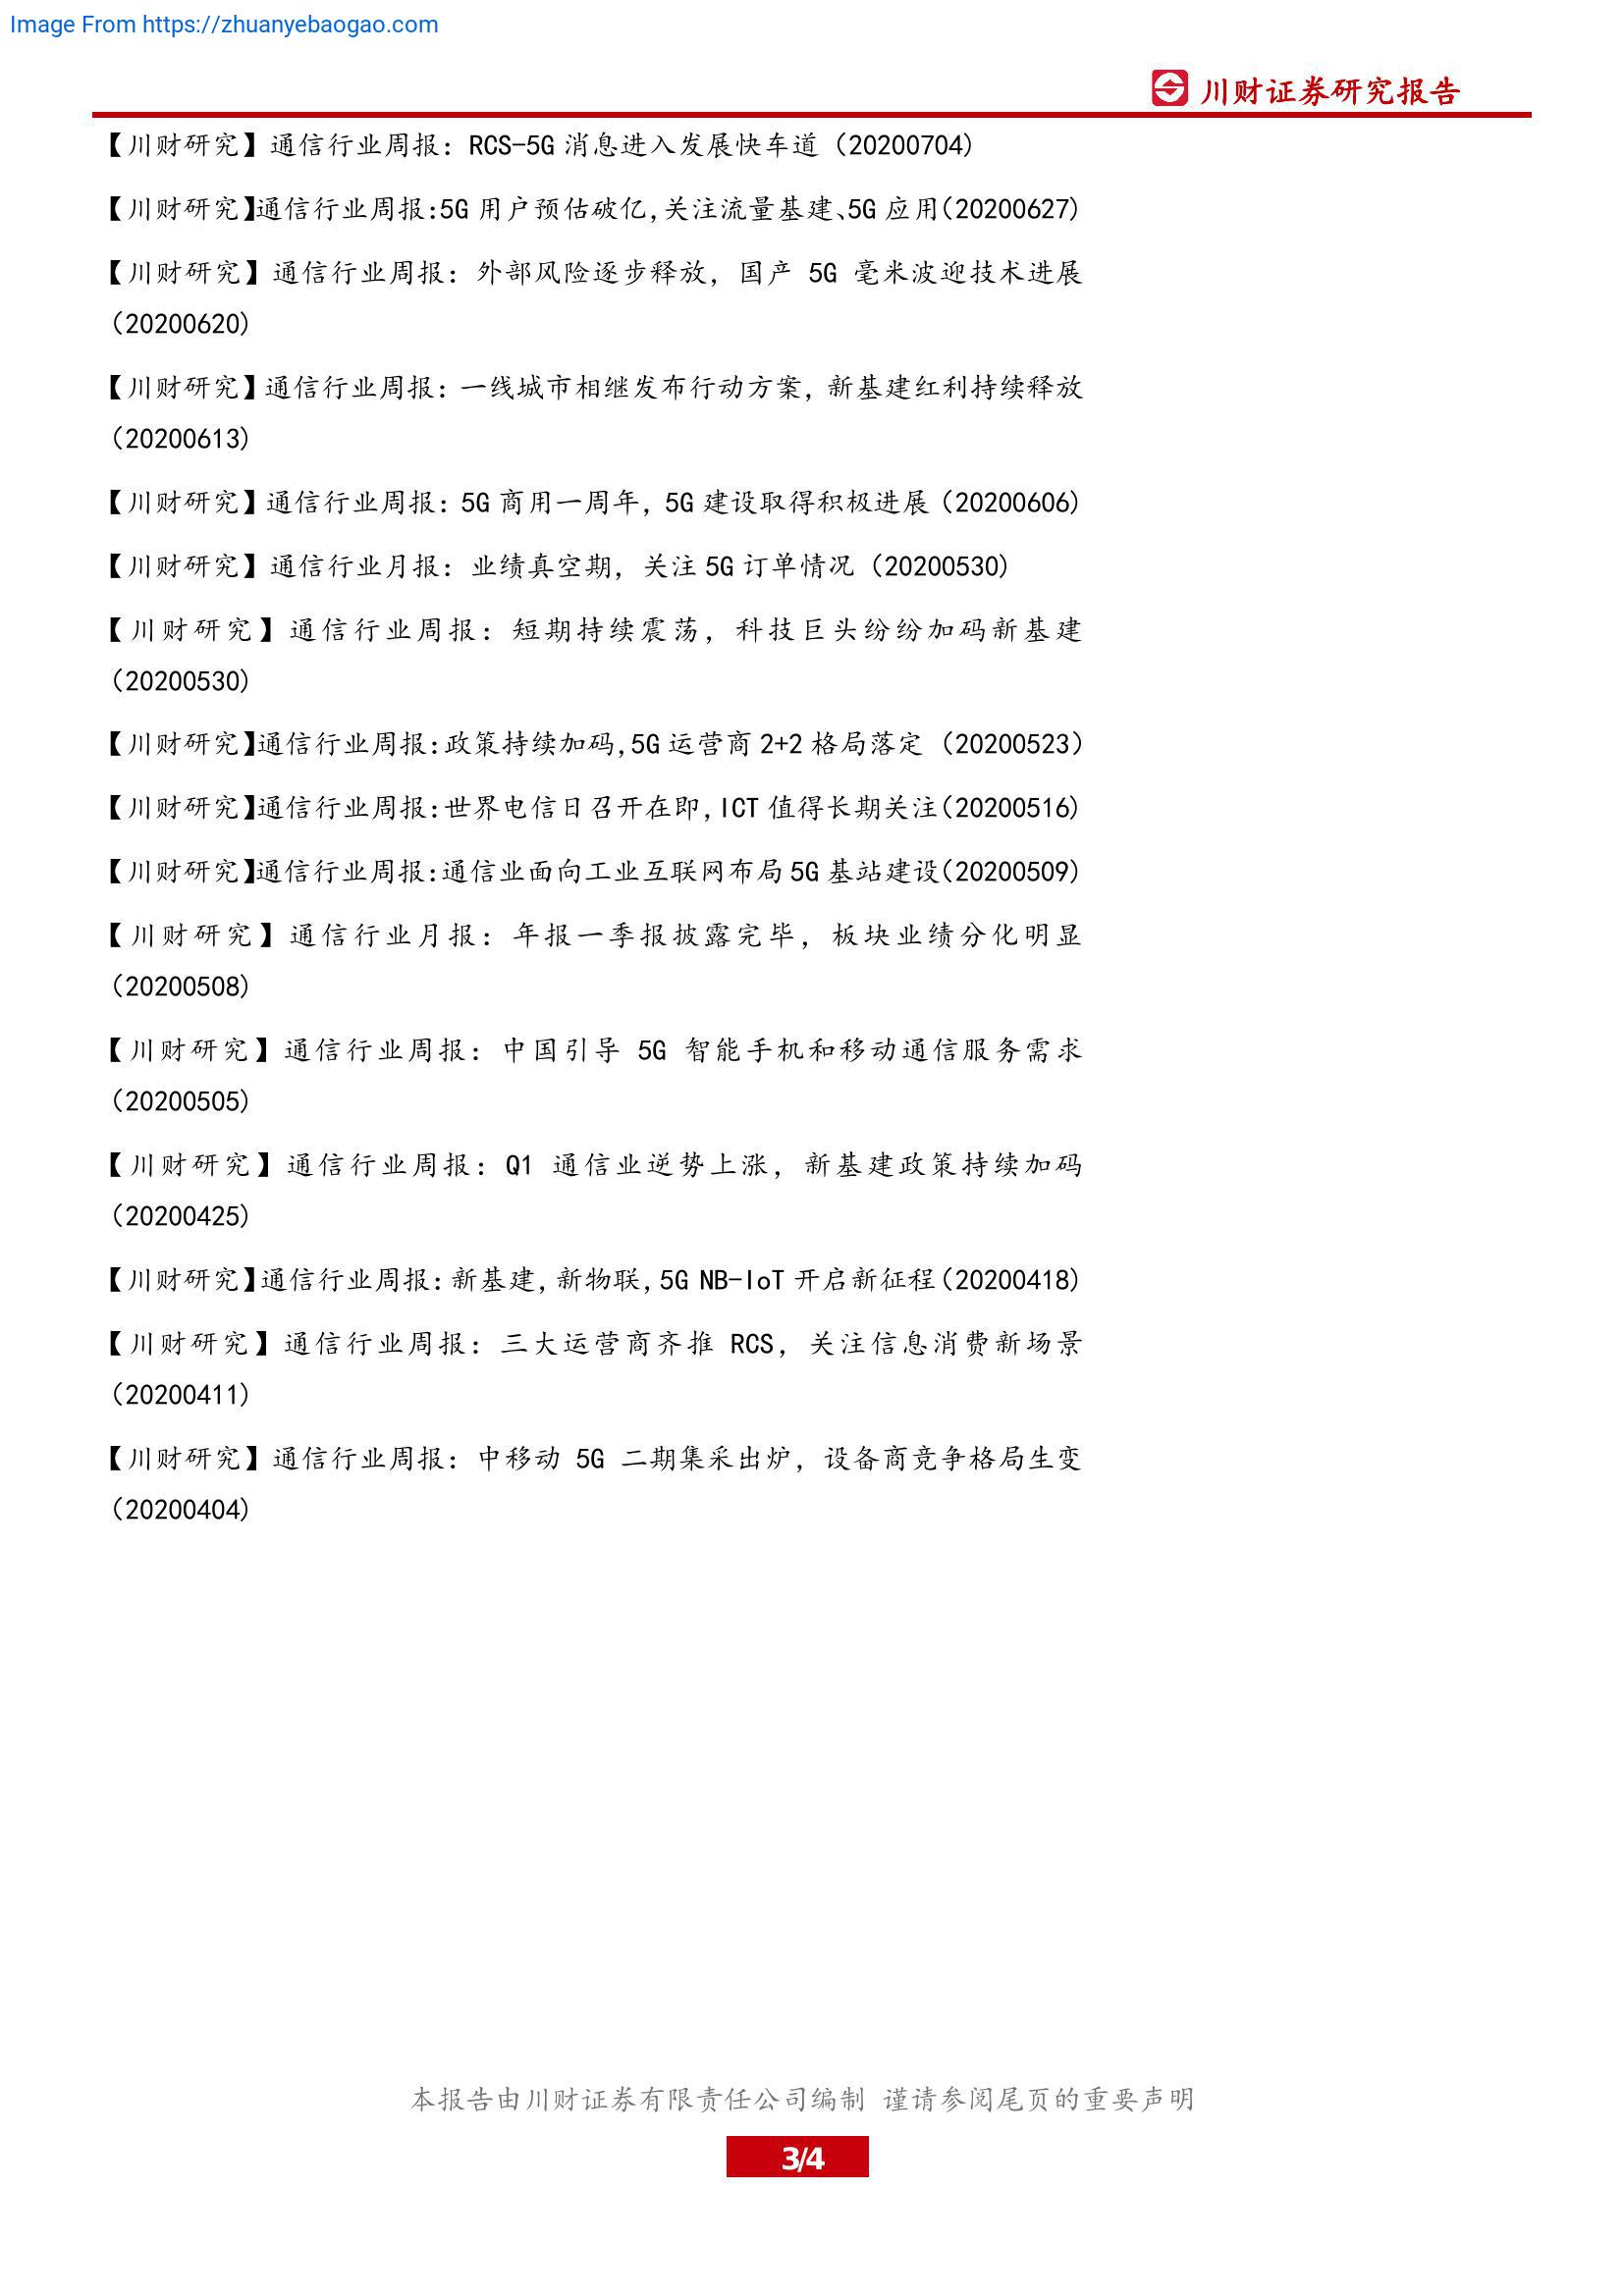 Image From https://zhuanyebaogao.com
川财证券研究报告
【川财研究】通信行业周报：RCS-5G 消息进入发展快车道（20200704）
【川财研究】通信行业周报：5G 用户预估破亿，关注流量基建、5G 应用（20200627）
【川财研究】通信行业周报：外部风险逐步释放，国产 5G 毫米波迎技术进展
（20200620）
【川财研究】通信行业周报：一线城市相继发布行动方案，新基建红利持续释放
（20200613）
【川财研究】通信行业周报：5G 商用一周年，5G 建设取得积极进展（20200606）
【川财研究】通信行业月报：业绩真空期，关注 5G 订单情况（20200530）
【川财研究】通信行业周报：短期持续震荡，科技巨头纷纷加码新基建
（20200530）
【川财研究】通信行业周报：政策持续加码，5G 运营商 2+2 格局落定（20200523）
【川财研究】通信行业周报：世界电信日召开在即，ICT 值得长期关注（20200516）
【川财研究】通信行业周报：通信业面向工业互联网布局 5G 基站建设（20200509）
【川财研究】通信行业月报：年报一季报披露完毕，板块业绩分化明显
（20200508）
【川财研究】通信行业周报：中国引导 5G 智能手机和移动通信服务需求
（20200505）
【川财研究】通信行业周报：Q1 通信业逆势上涨，新基建政策持续加码
（20200425）
【川财研究】通信行业周报：新基建，新物联，5G NB-IoT 开启新征程（20200418）
【川财研究】通信行业周报：三大运营商齐推 RCS，关注信息消费新场景
（20200411）
【川财研究】通信行业周报：中移动 5G 二期集采出炉，设备商竞争格局生变
（20200404）
本报告由川财证券有限责任公司编制 谨请参阅尾页的重要声明
3/4